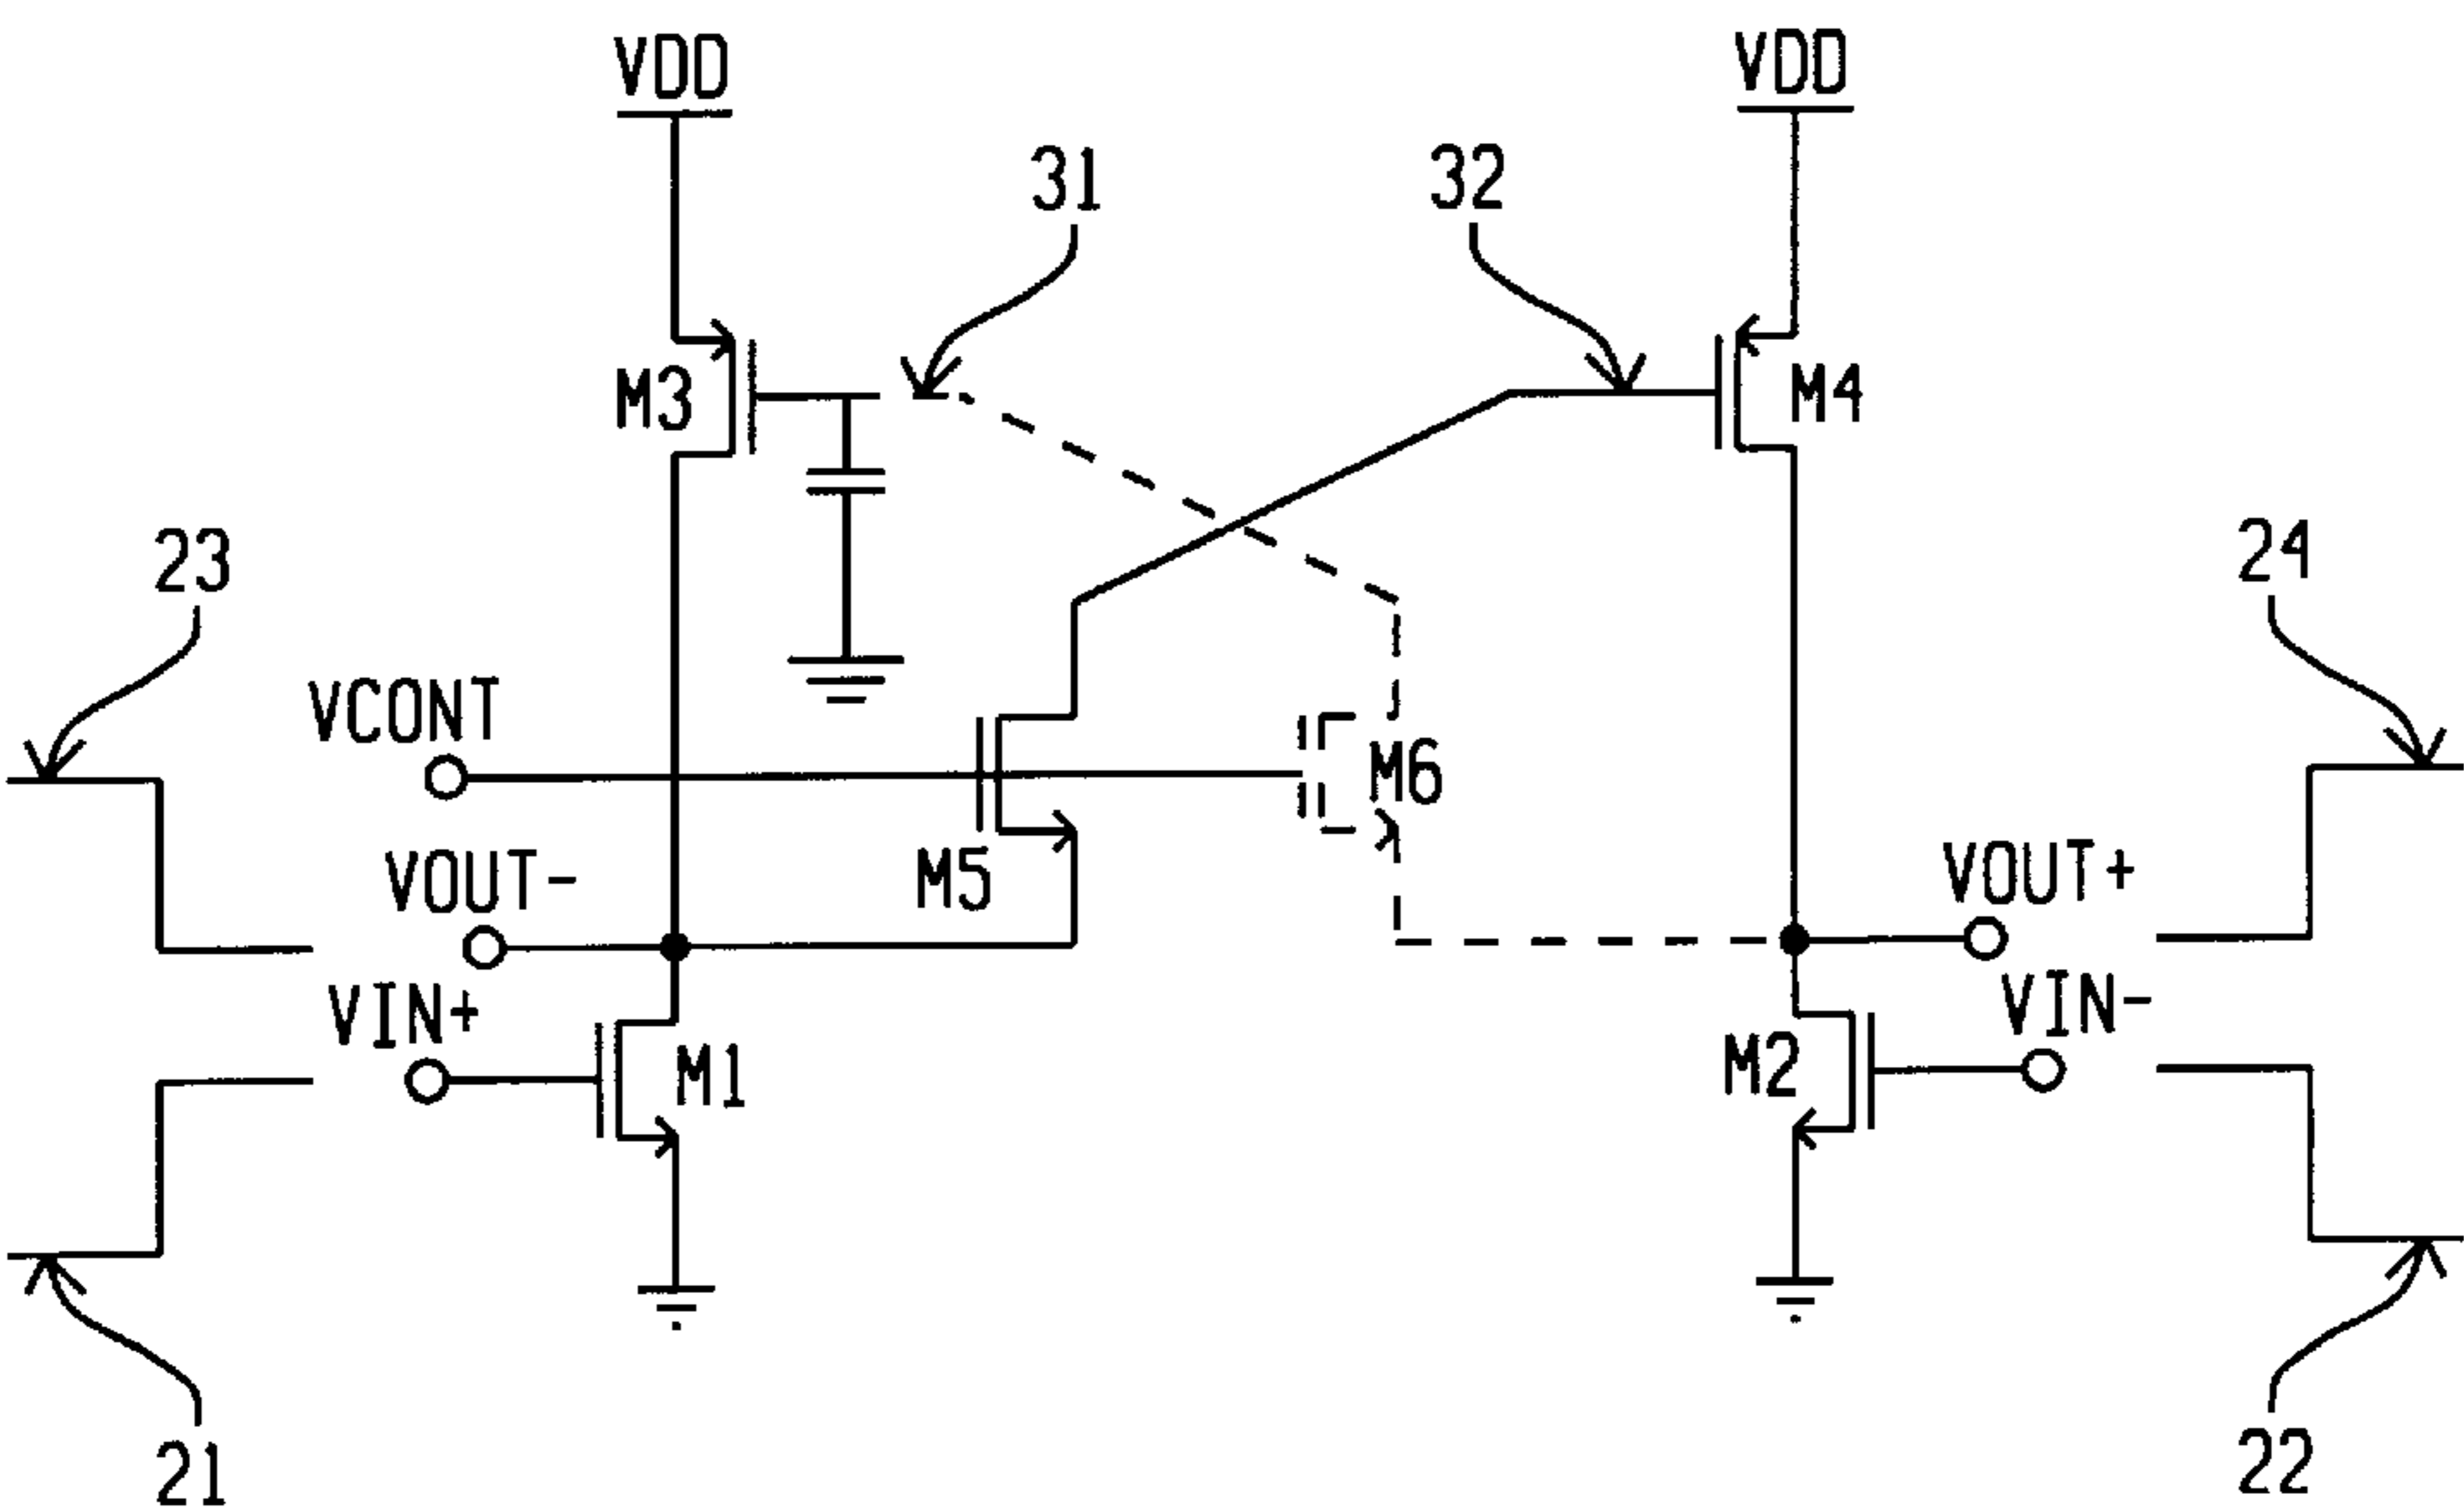 VDD
VDD
31
32
M3
M4
23
24
VCONT
M6
M5
VOUT-
VOUT+
VIN+
VIN-
M1
M2
21
22